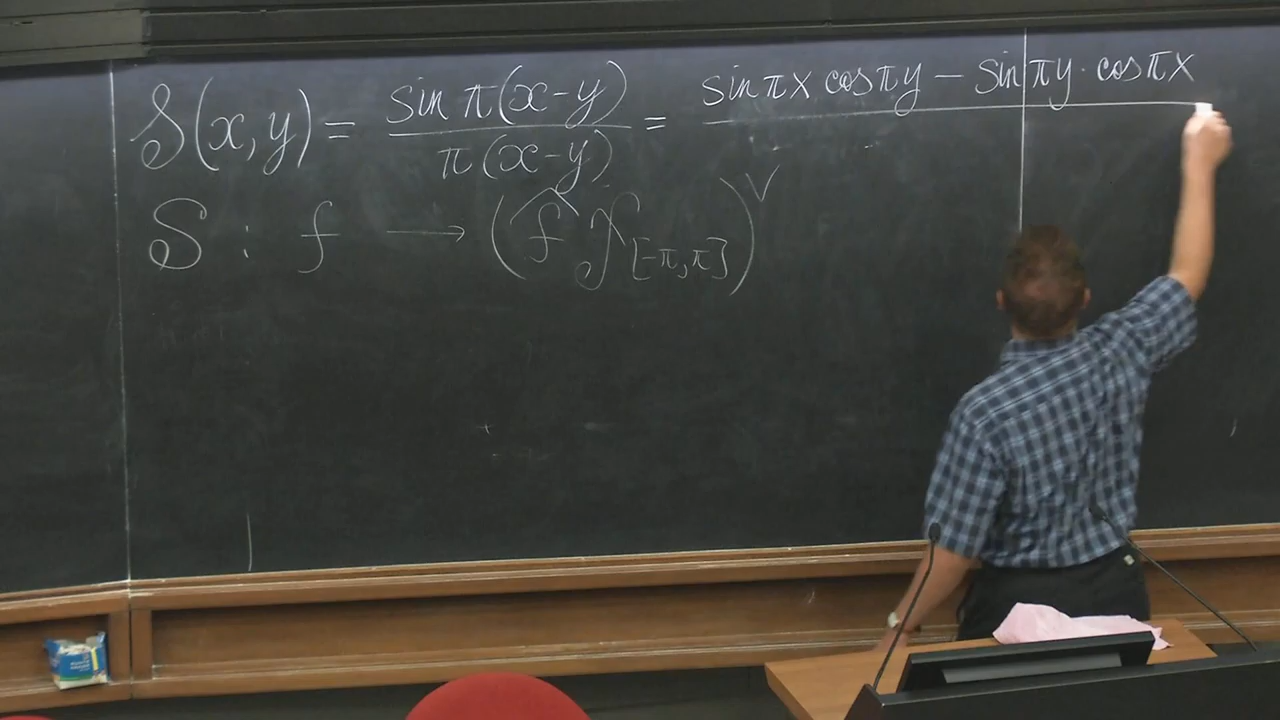 S(x,y) = sin π(x-y) / π(x-y) = sin πx cos πy - sin πy · cos πx
S : f → (f̂ χ[-π,π])^∨